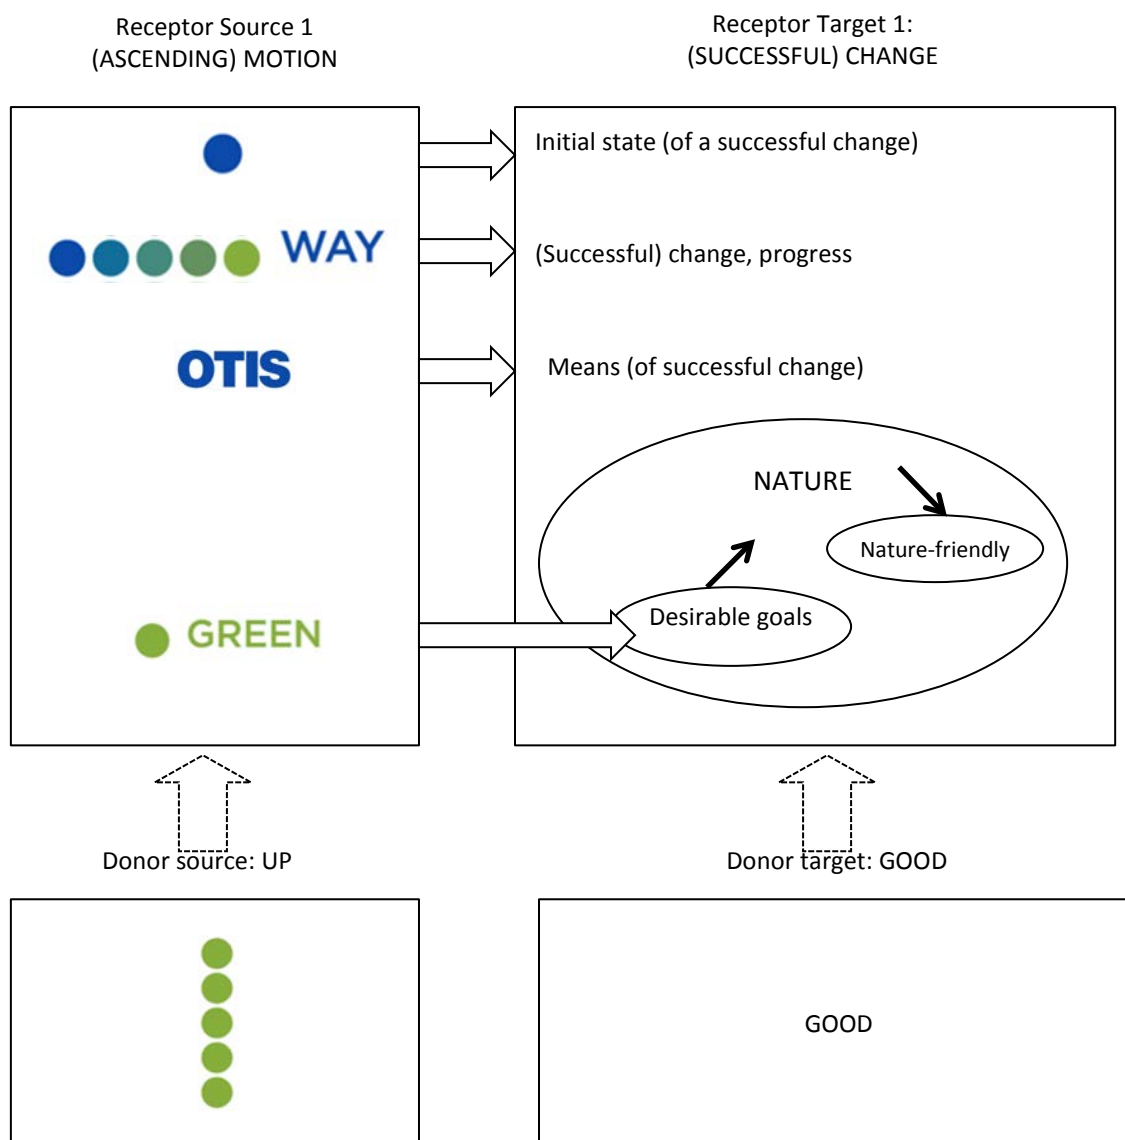 Receptor Source 1
(ASCENDING) MOTION
Receptor Target 1:
(SUCCESSFUL) CHANGE
Initial state (of a successful change)
WAY
(Successful) change, progress
OTIS
Means (of successful change)
NATURE
Nature-friendly
Desirable goals
GREEN
Donor source: UP
Donor target: GOOD
GOOD